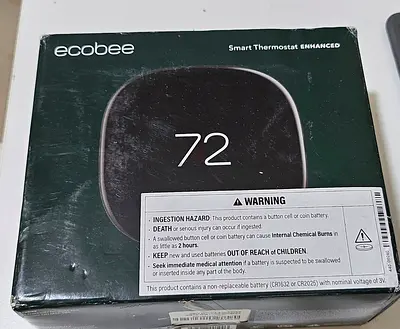 ecobee
Smart Thermostat ENHANCED
72
⚠ WARNING
• INGESTION HAZARD: This product contains a button cell or coin battery.
• DEATH or serious injury can occur if ingested.
• A swallowed button cell or coin battery can cause Internal Chemical Burns in
as little as 2 hours.
• KEEP new and used batteries OUT OF REACH of CHILDREN.
• Seek immediate medical attention if a battery is suspected to be swallowed
or inserted inside any part of the body.
This product contains a non-replaceable battery (CR1632 or CR2025) with nominal voltage of 3V.